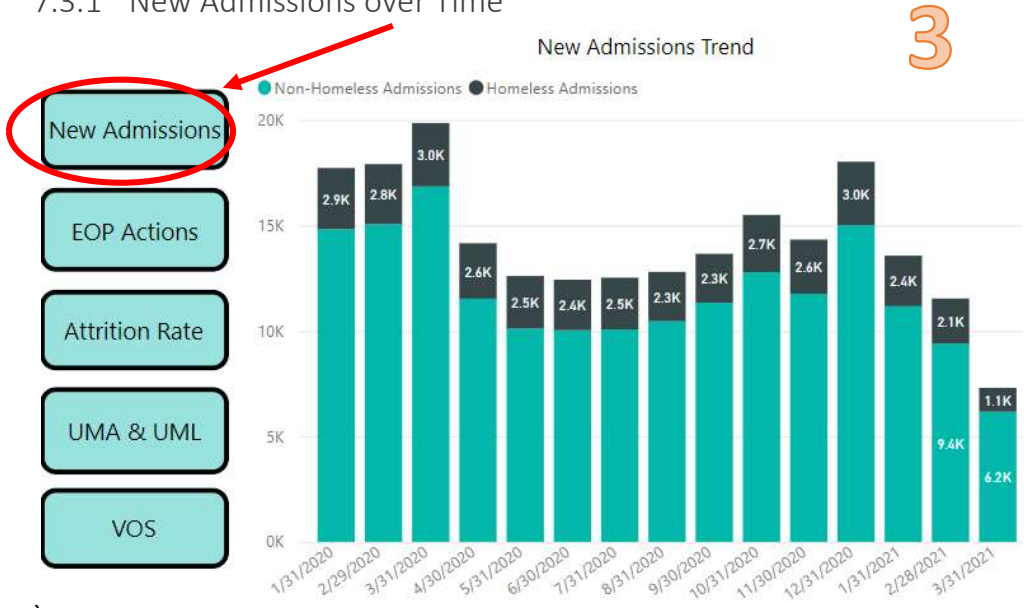 7.3.1 New Admissions over Time
3
New Admissions Trend
Non-Homeless Admissions Homeless Admissions
New Admissions
EOP Actions
Attrition Rate
UMA & UML
VOS
20K
15K
10K
5K
0K
2.9K
2.8K
3.0K
2.6K
2.5K
2.4K
2.5K
2.3K
2.3K
2.7K
2.6K
3.0K
2.4K
2.1K
1.1K
9.4K
6.2K
1/31/2020
2/29/2020
3/31/2020
4/30/2020
5/31/2020
6/30/2020
7/31/2020
8/31/2020
9/30/2020
10/31/2020
11/30/2020
12/31/2020
1/31/2021
2/28/2021
3/31/2021